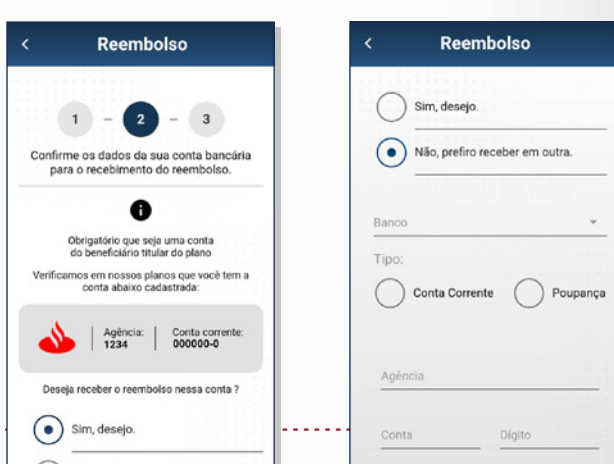 Reembolso
1 - 2 - 3
Confirme os dados da sua conta bancária
para o recebimento do reembolso.
i
Obrigatório que seja uma conta
do beneficiário titular do plano
Verificamos em nossos planos que você tem a
conta abaixo cadastrada:
Agência: Conta corrente:
1234 000000-0
Deseja receber o reembolso nessa conta ?
Sim, desejo.
Reembolso
Sim, desejo.
Não, prefiro receber em outra.
Banco
Tipo:
Conta Corrente Poupança
Agência
Conta Dígito